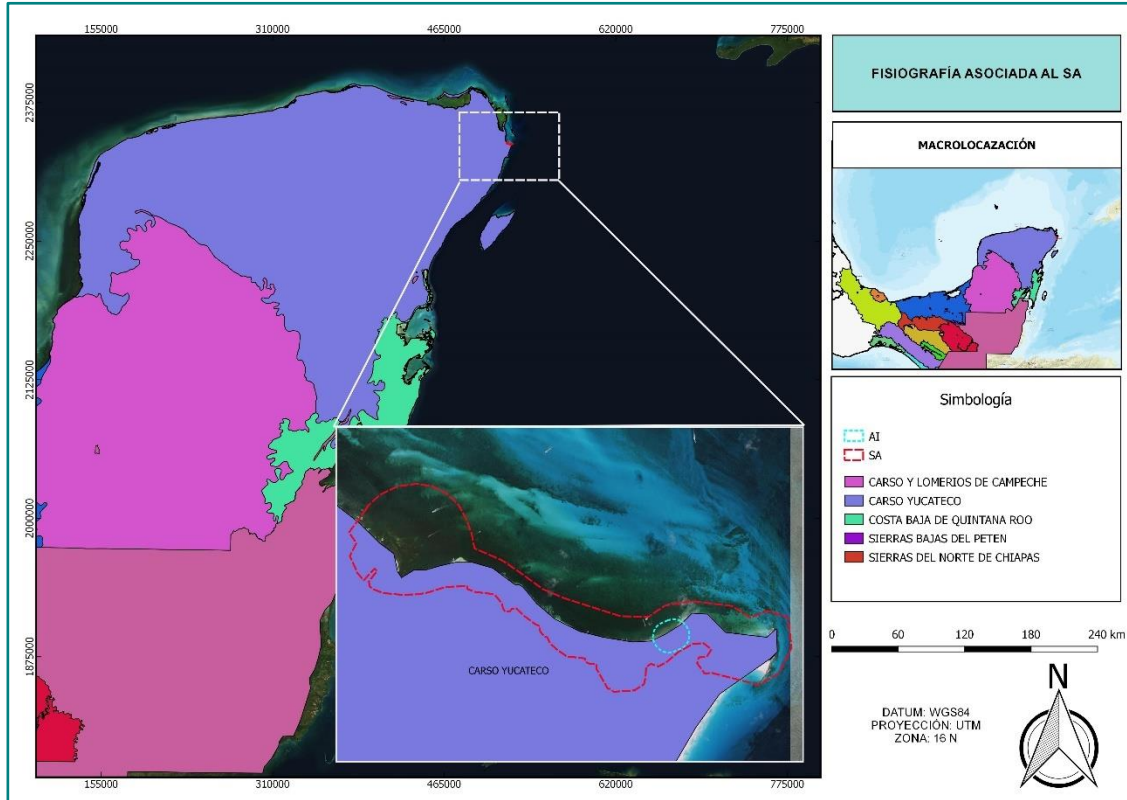 155000 310000 465000 620000 775000
2375000
2250000
2125000
2000000
1875000
CARSO YUCATECO
155000 310000 465000 620000 775000
FISIOGRAFÍA ASOCIADA AL SA
MACROLOCAZACIÓN
Simbología
AI
SA
CARSO Y LOMERIOS DE CAMPECHE
CARSO YUCATECO
COSTA BAJA DE QUINTANA ROO
SIERRAS BAJAS DEL PETEN
SIERRAS DEL NORTE DE CHIAPAS
0 60 120 180 240 km
N
DATUM: WGS84
PROYECCIÓN: UTM
ZONA: 16 N